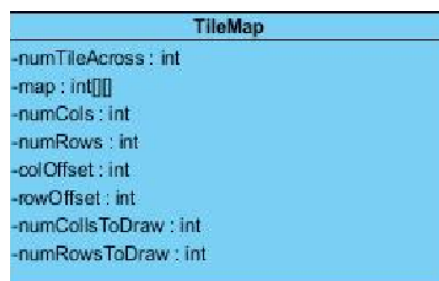 TileMap
-numTileAcross : int
-map : int[][]
-numCols : int
-numRows : int
-colOffset : int
-rowOffset : int
-numCollsToDraw : int
-numRowsToDraw : int